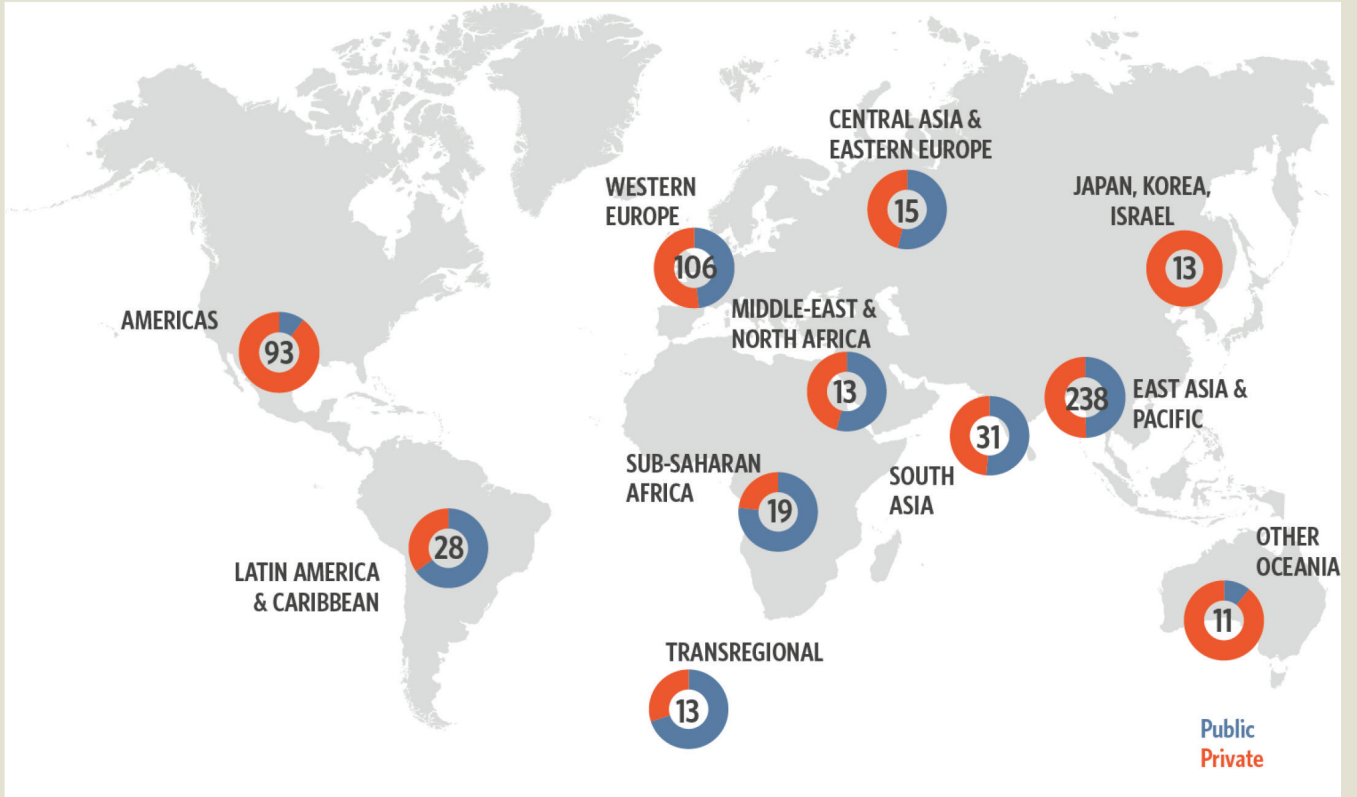 CENTRAL ASIA &
EASTERN EUROPE
15
WESTERN
EUROPE
106
JAPAN, KOREA,
ISRAEL
13
AMERICAS
93
MIDDLE-EAST &
NORTH AFRICA
13
238
EAST ASIA &
PACIFIC
31
SOUTH
ASIA
SUB-SAHARAN
AFRICA
19
28
LATIN AMERICA
& CARIBBEAN
OTHER
OCEANIA
11
TRANSREGIONAL
13
Public
Private